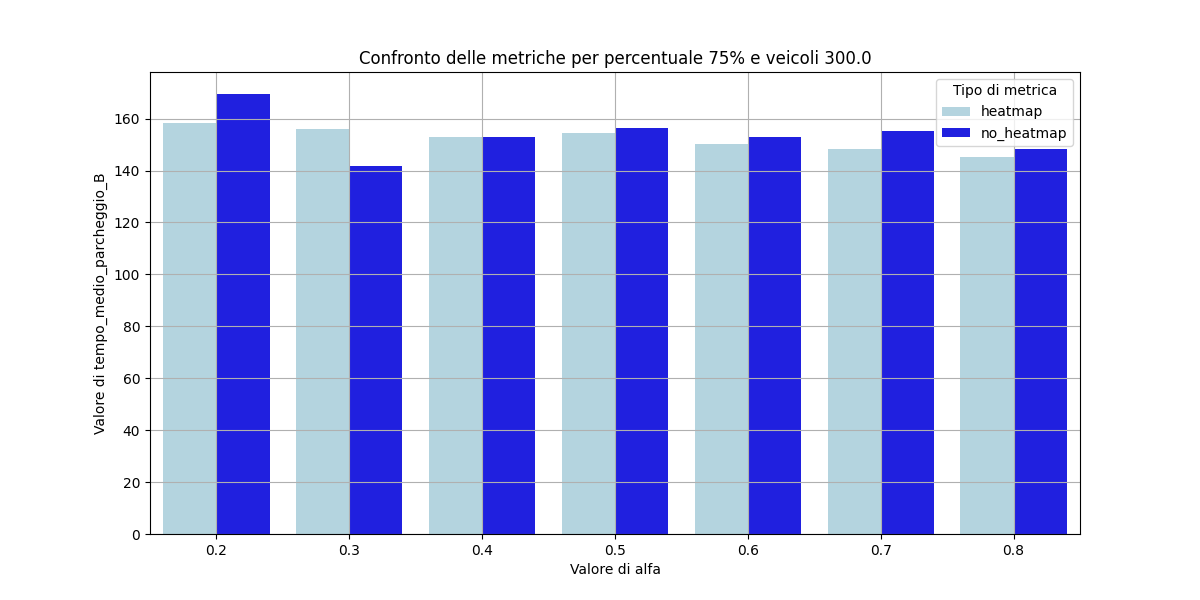 Confronto delle metriche per percentuale 75% e veicoli 300.0
Tipo di metrica
heatmap
no_heatmap
Valore di tempo_medio_parcheggio_B
160
140
120
100
80
60
40
20
0
0.2 0.3 0.4 0.5 0.6 0.7 0.8
Valore di alfa